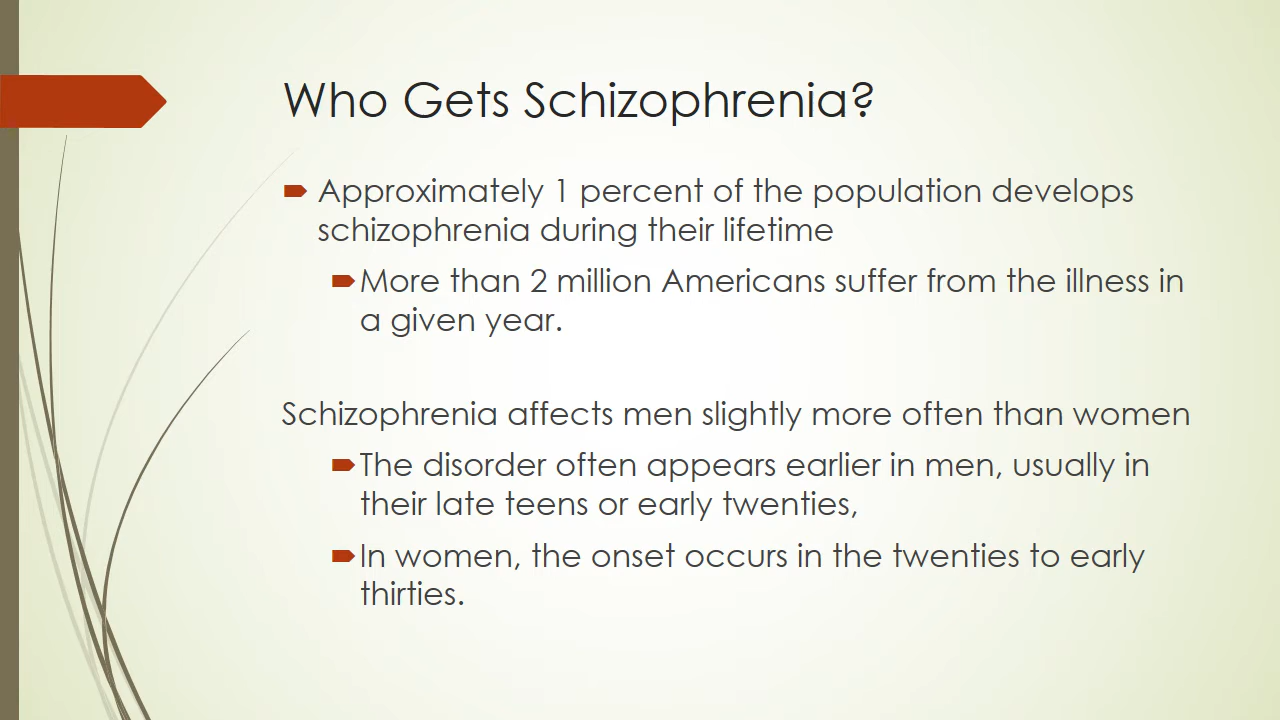 Who Gets Schizophrenia?
Approximately 1 percent of the population develops
schizophrenia during their lifetime
More than 2 million Americans suffer from the illness in
a given year.
Schizophrenia affects men slightly more often than women
The disorder often appears earlier in men, usually in
their late teens or early twenties,
In women, the onset occurs in the twenties to early
thirties.